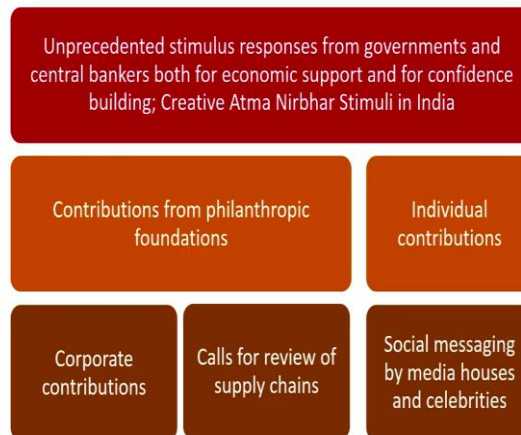 Unprecedented stimulus responses from governments and
central bankers both for economic support and for confidence
building; Creative Atma Nirbhar Stimuli in India
Contributions from philanthropic
foundations
Individual
contributions
Corporate
contributions
Calls for review of
supply chains
Social messaging
by media houses
and celebrities